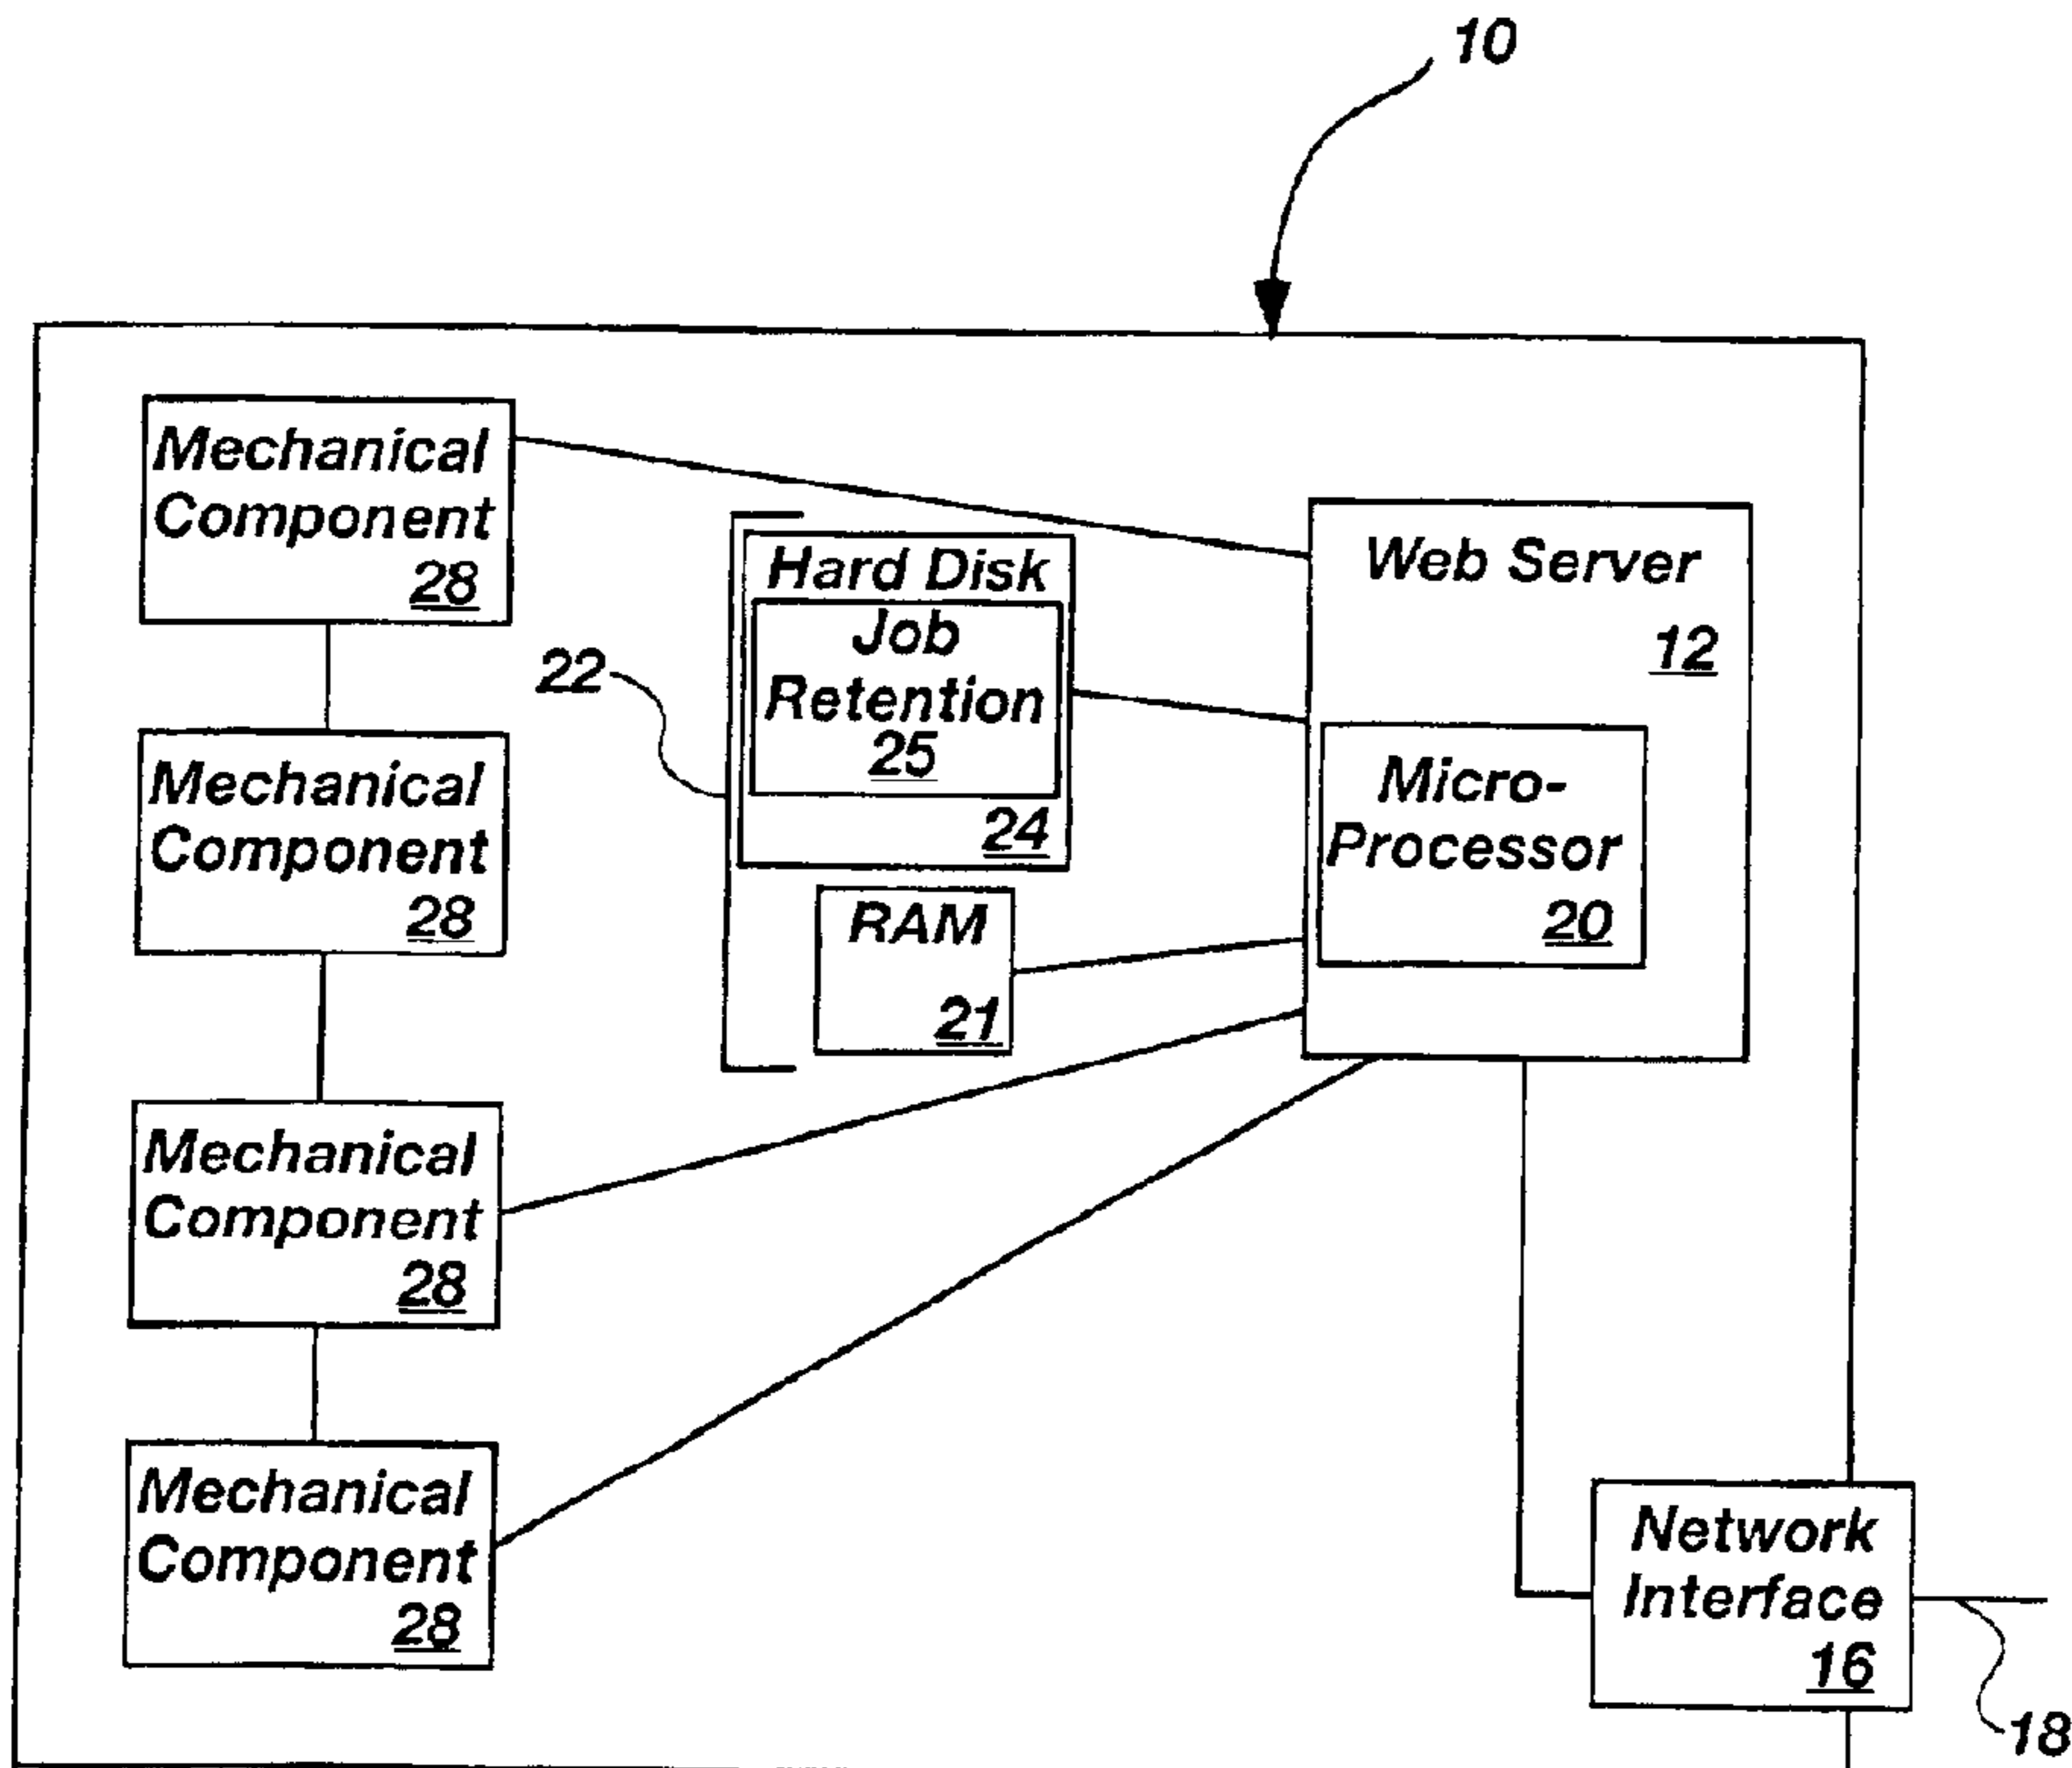 10
Mechanical
Component
28
Hard Disk
Job
Retention
25
24
22
Web Server
12
Micro-
Processor
20
Mechanical
Component
28
RAM
21
Mechanical
Component
28
Mechanical
Component
28
Network
Interface
16
18